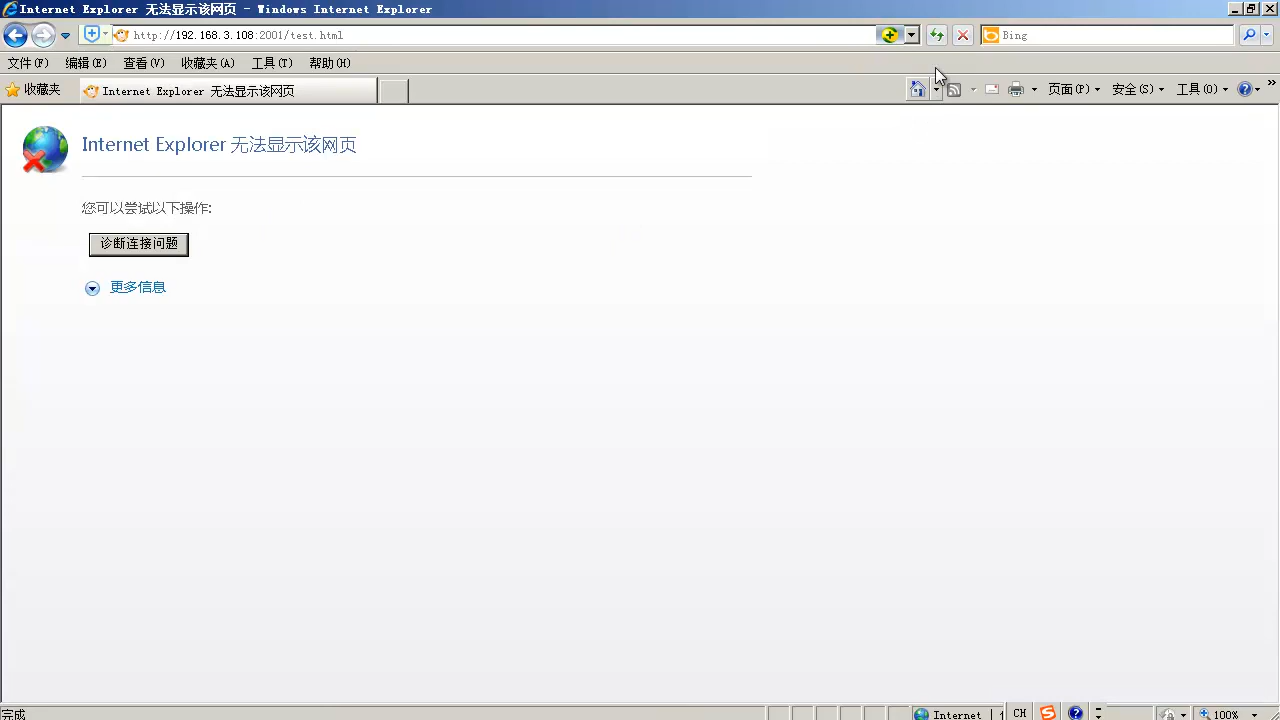 Internet Explorer 无法显示该网页 - Windows Internet Explorer
http://192.168.3.108:2001/test.html
Bing
文件(F) 编辑(E) 查看(V) 收藏夹(A) 工具(T) 帮助(H)
收藏夹 Internet Explorer 无法显示该网页 页面(P) 安全(S) 工具(O)
Internet Explorer 无法显示该网页
您可以尝试以下操作:
诊断连接问题
更多信息
完成 Internet CH 100%